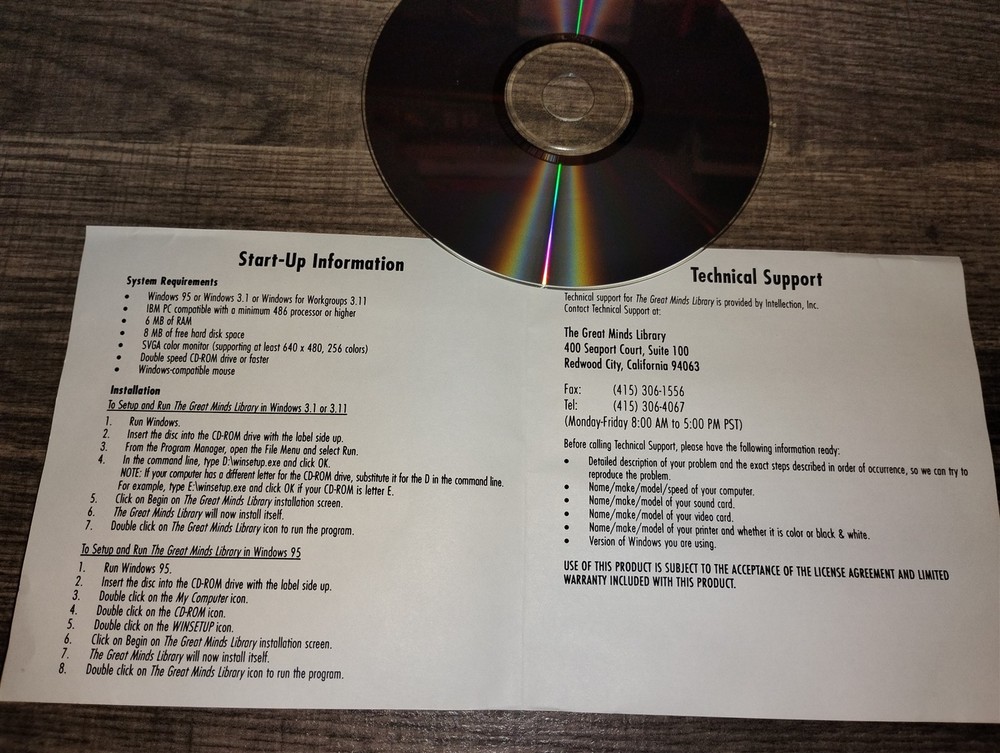 Start-Up Information
System Requirements
• Windows 95 or Windows 3.1 or Windows for Workgroups 3.11
• IBM PC compatible with a minimum 486 processor or higher
• 6 MB of RAM
• 8 MB of free hard disk space
• SVGA color monitor (supporting at least 640 x 480, 256 colors)
• Double speed CD-ROM drive or faster
• Windows-compatible mouse
Installation
To Setup and Run The Great Minds Library in Windows 3.1 or 3.11
1. Run Windows.
2. Insert the disc into the CD-ROM drive with the label side up.
3. From the Program Manager, open the File Menu and select Run.
4. In the command line, type D:\winsetup.exe and click OK.
NOTE: If your computer has a different letter for the CD-ROM drive, substitute it for the D in the command line.
For example, type E:\winsetup.exe and click OK if your CD-ROM is letter E.
5. Click on Begin on The Great Minds Library installation screen.
6. The Great Minds Library will now install itself.
7. Double click on The Great Minds Library icon to run the program.
To Setup and Run The Great Minds Library in Windows 95
1. Run Windows 95.
2. Insert the disc into the CD-ROM drive with the label side up.
3. Double click on the My Computer icon.
4. Double click on the CD-ROM icon.
5. Double click on the WINSETUP icon.
6. Click on Begin on The Great Minds Library installation screen.
7. The Great Minds Library will now install itself.
8. Double click on The Great Minds Library icon to run the program.
Technical Support
Technical support for The Great Minds Library is provided by Intellection, Inc.
Contact Technical Support at:
The Great Minds Library
400 Seaport Court, Suite 100
Redwood City, California 94063
Fax: (415) 306-1556
Tel: (415) 306-4067
(Monday-Friday 8:00 AM to 5:00 PM PST)
Before calling Technical Support, please have the following information ready:
• Detailed description of your problem and the exact steps described in order of occurrence, so we can try to
reproduce the problem.
• Name/make/model/speed of your computer.
• Name/make/model of your sound card.
• Name/make/model of your video card.
• Name/make/model of your printer and whether it is color or black & white.
• Version of Windows you are using.
USE OF THIS PRODUCT IS SUBJECT TO THE ACCEPTANCE OF THE LICENSE AGREEMENT AND LIMITED
WARRANTY INCLUDED WITH THIS PRODUCT.